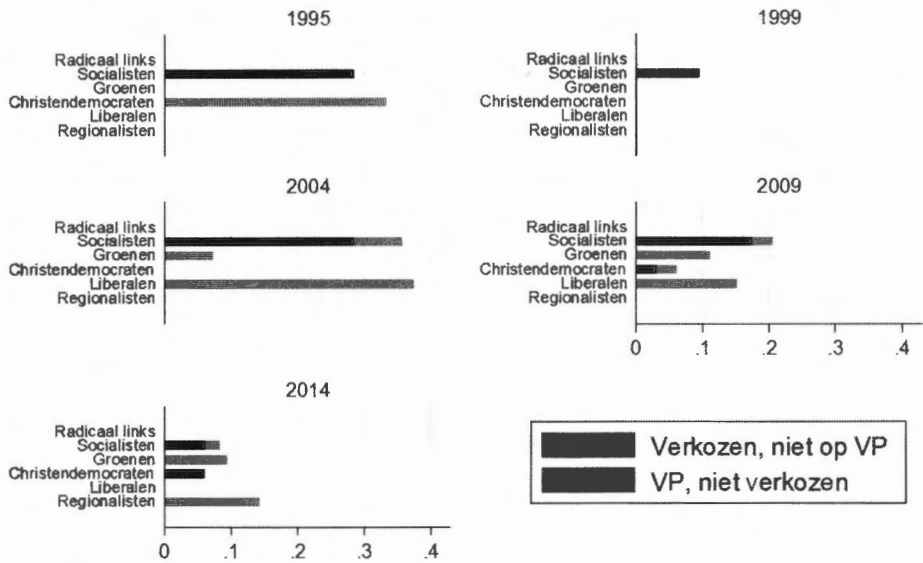 1995
Radicaal links
Socialisten
Groenen
Christendemocraten
Liberalen
Regionalisten
1999
Radicaal links
Socialisten
Groenen
Christendemocraten
Liberalen
Regionalisten
2004
Radicaal links
Socialisten
Groenen
Christendemocraten
Liberalen
Regionalisten
2009
Radicaal links
Socialisten
Groenen
Christendemocraten
Liberalen
Regionalisten
0 .1 .2 .3 .4
2014
Radicaal links
Socialisten
Groenen
Christendemocraten
Liberalen
Regionalisten
0 .1 .2 .3 .4
Verkozen, niet op VP
VP, niet verkozen